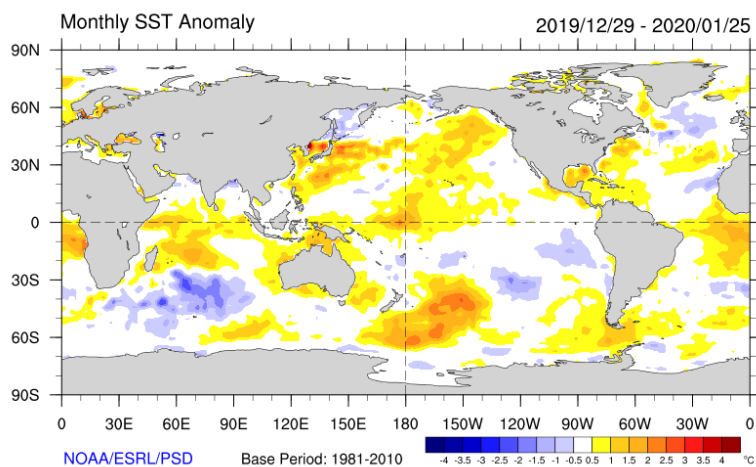 Monthly SST Anomaly 2019/12/29 - 2020/01/25
90N
60N
30N
0
30S
60S
90S
0 30E 60E 90E 120E 150E 180 150W 120W 90W 60W 30W 0
NOAA/ESRL/PSD Base Period: 1981-2010
-4 -3.5 -3 -2.5 -2 -1.5 -1 -0.5 0.5 1 1.5 2 2.5 3 3.5 4 °C